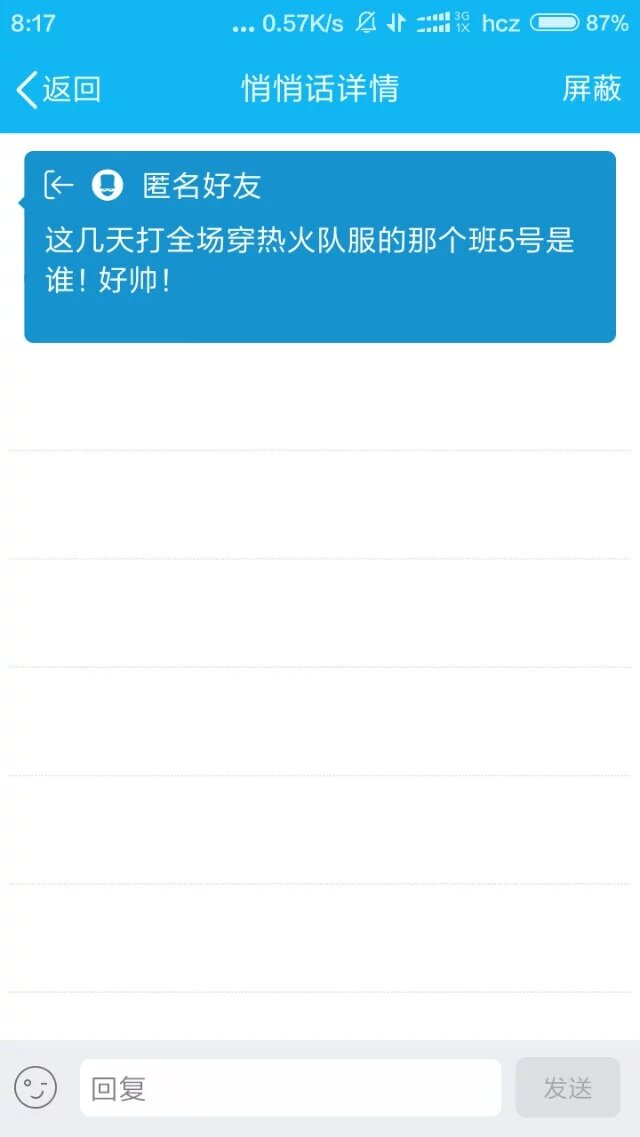 8:17 ... 0.57K/s 3G 1X hcz 87%
返回 悄悄话详情 屏蔽
匿名好友
这几天打全场穿热火队服的那个班5号是
谁！好帅！
回复 发送